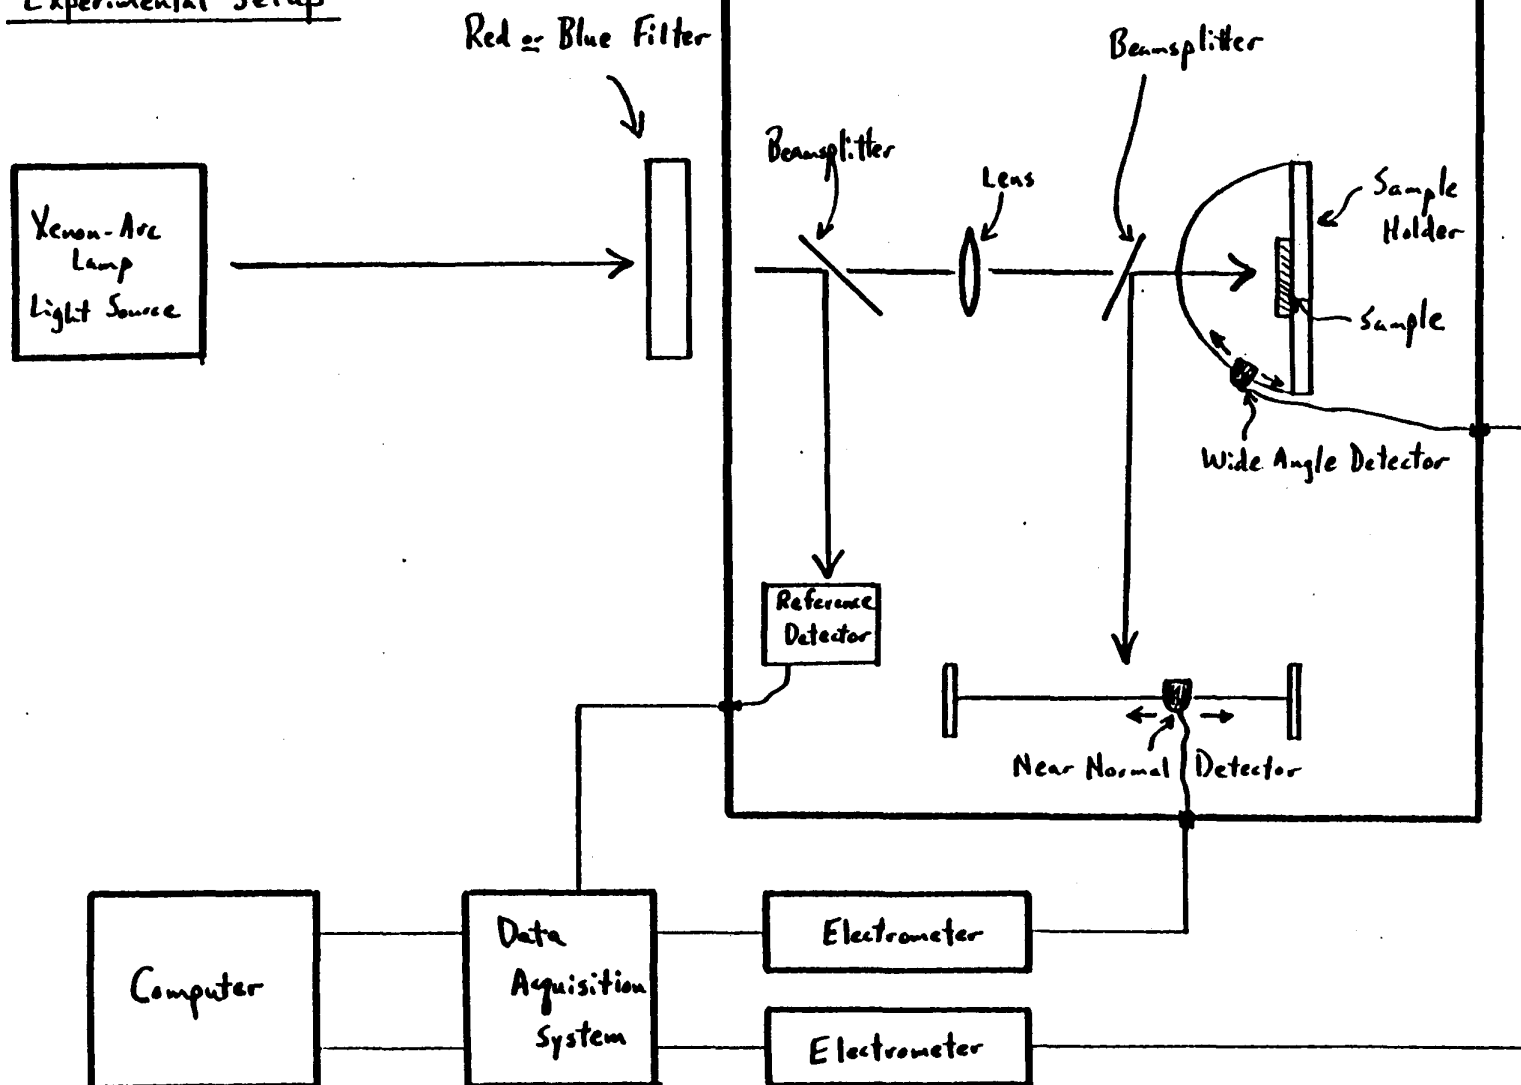 Experimental Setup
Red or Blue Filter
Beamsplitter
Beamsplitter
Lens
Sample
Holder
Xenon-Arc
Lamp
Light Source
Sample
Wide Angle Detector
Reference
Detector
Near Normal Detector
Computer
Data
Acquisition
System
Electrometer
Electrometer